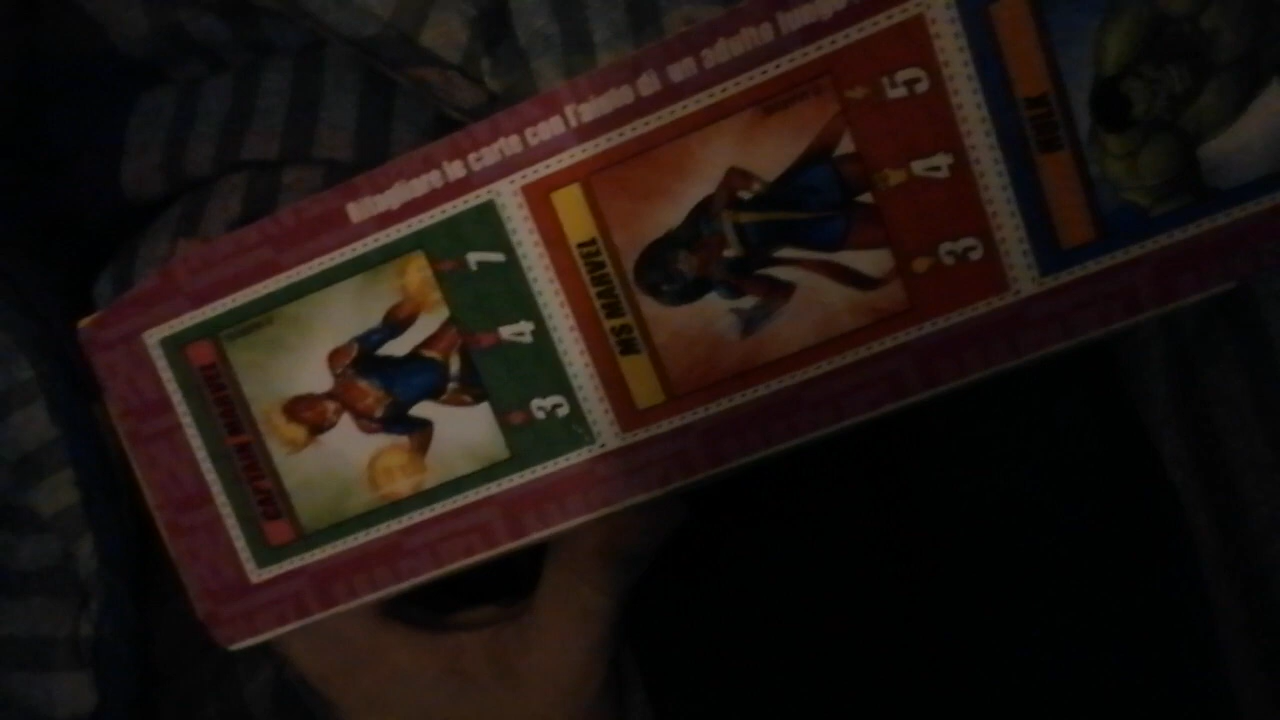 Ritagliare le carte con l'aiuto di un adulto lungo
CAPTAIN MARVEL
7
4
3
MS MARVEL
5
4
3
HULK